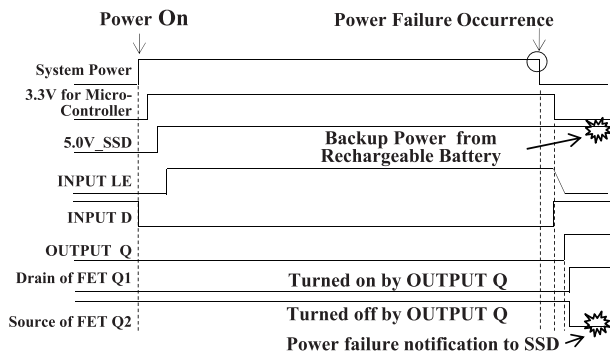 Power On
Power Failure Occurrence
System Power
3.3V for Micro-
Controller
5.0V_SSD
Backup Power from
Rechargeable Battery
INPUT LE
INPUT D
OUTPUT Q
Drain of FET Q1
Turned on by OUTPUT Q
Turned off by OUTPUT Q
Source of FET Q2
Power failure notification to SSD